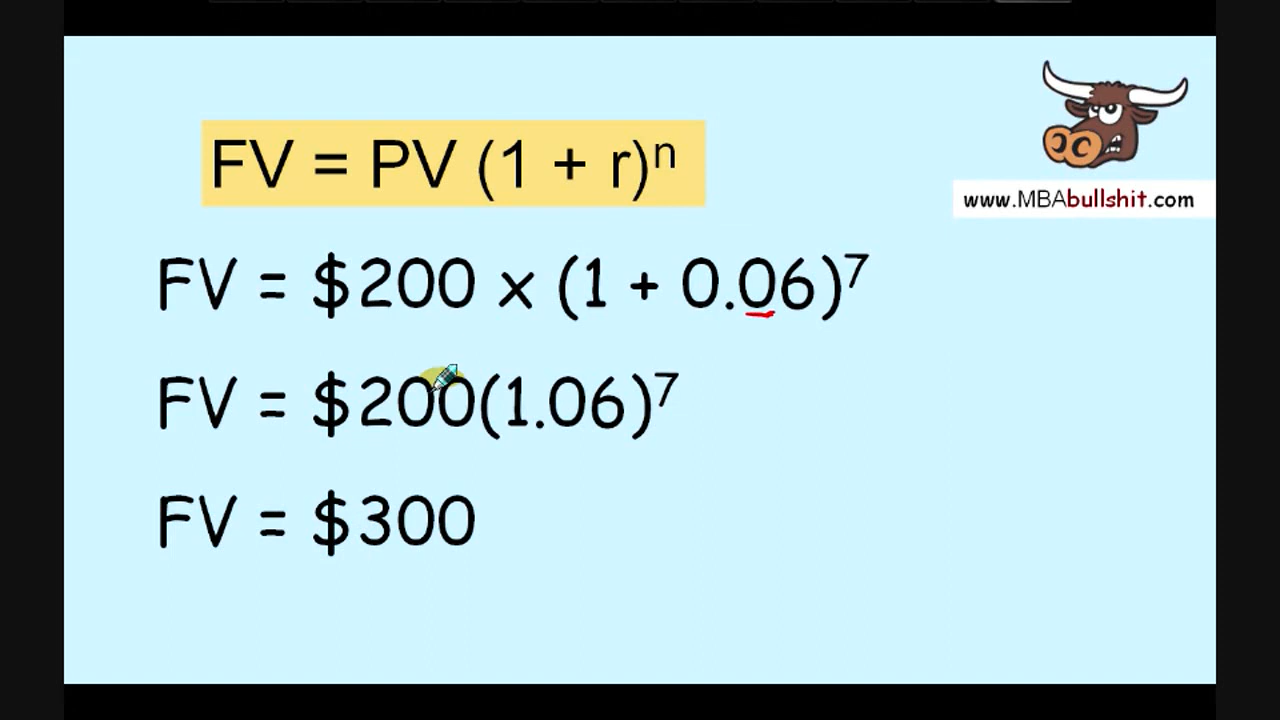 FV = PV (1 + r)ⁿ
www.MBAbullshit.com
FV = $200 x (1 + 0.06)⁷
FV = $200(1.06)⁷
FV = $300